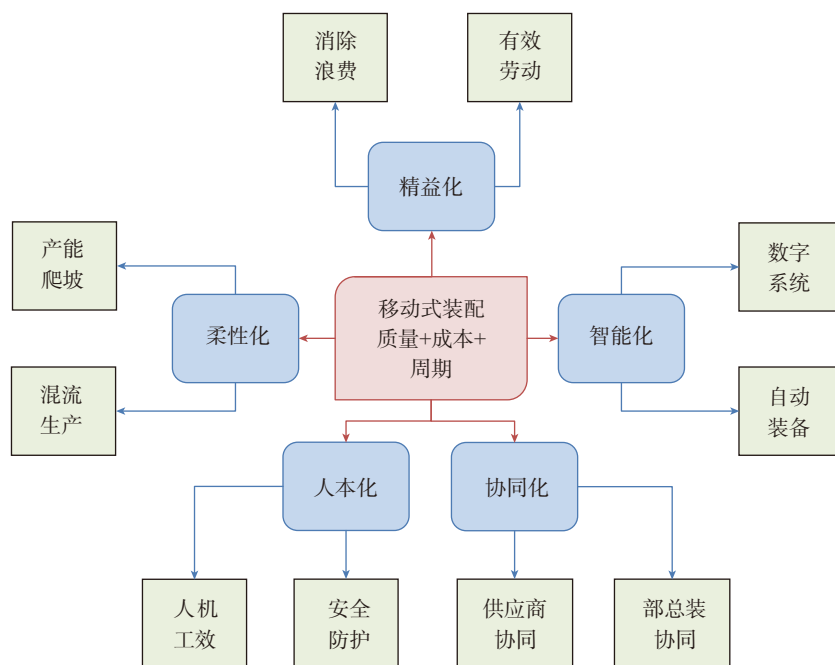 消除
浪费
有效
劳动
精益化
产能
爬坡
数字
系统
移动式装配
质量+成本+
周期
柔性化
智能化
混流
生产
自动
装备
人本化
协同化
人机
工效
安全
防护
供应商
协同
部总装
协同